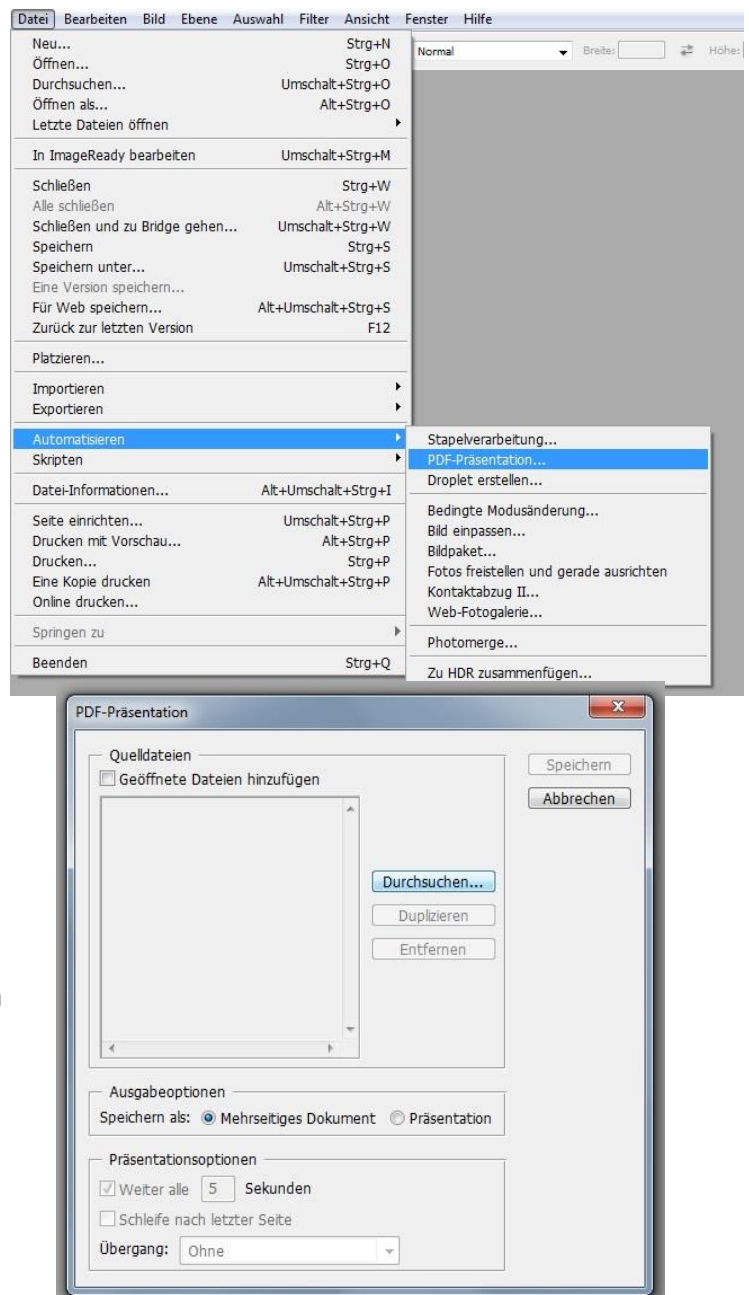 Datei Bearbeiten Bild Ebene Auswahl Filter Ansicht Fenster Hilfe
Normal Breite: Höhe:
Neu... Strg+N
Öffnen... Strg+O
Durchsuchen... Umschalt+Strg+O
Öffnen als... Alt+Strg+O
Letzte Dateien öffnen
In ImageReady bearbeiten Umschalt+Strg+M
Schließen Strg+W
Alle schließen Alt+Strg+W
Schließen und zu Bridge gehen... Umschalt+Strg+W
Speichern Strg+S
Speichern unter... Umschalt+Strg+S
Eine Version speichern...
Für Web speichern... Alt+Umschalt+Strg+S
Zurück zur letzten Version F12
Platzieren...
Importieren
Exportieren
Automatisieren
Skripten
Datei-Informationen... Alt+Umschalt+Strg+I
Seite einrichten... Umschalt+Strg+P
Drucken mit Vorschau... Alt+Strg+P
Drucken... Strg+P
Eine Kopie drucken Alt+Umschalt+Strg+P
Online drucken...
Springen zu
Beenden Strg+Q
Stapelverarbeitung...
PDF-Präsentation...
Droplet erstellen...
Bedingte Modusänderung...
Bild einpassen...
Bildpaket...
Fotos freistellen und gerade ausrichten
Kontaktabzug II...
Web-Fotogalerie...
Photomerge...
Zu HDR zusammenfügen...
PDF-Präsentation
Quelldateien
Geöffnete Dateien hinzufügen
Speichern
Abbrechen
Durchsuchen...
Duplizieren
Entfernen
Ausgabeoptionen
Speichern als: Mehrseitiges Dokument Präsentation
Präsentationsoptionen
Weiter alle 5 Sekunden
Schleife nach letzter Seite
Übergang: Ohne